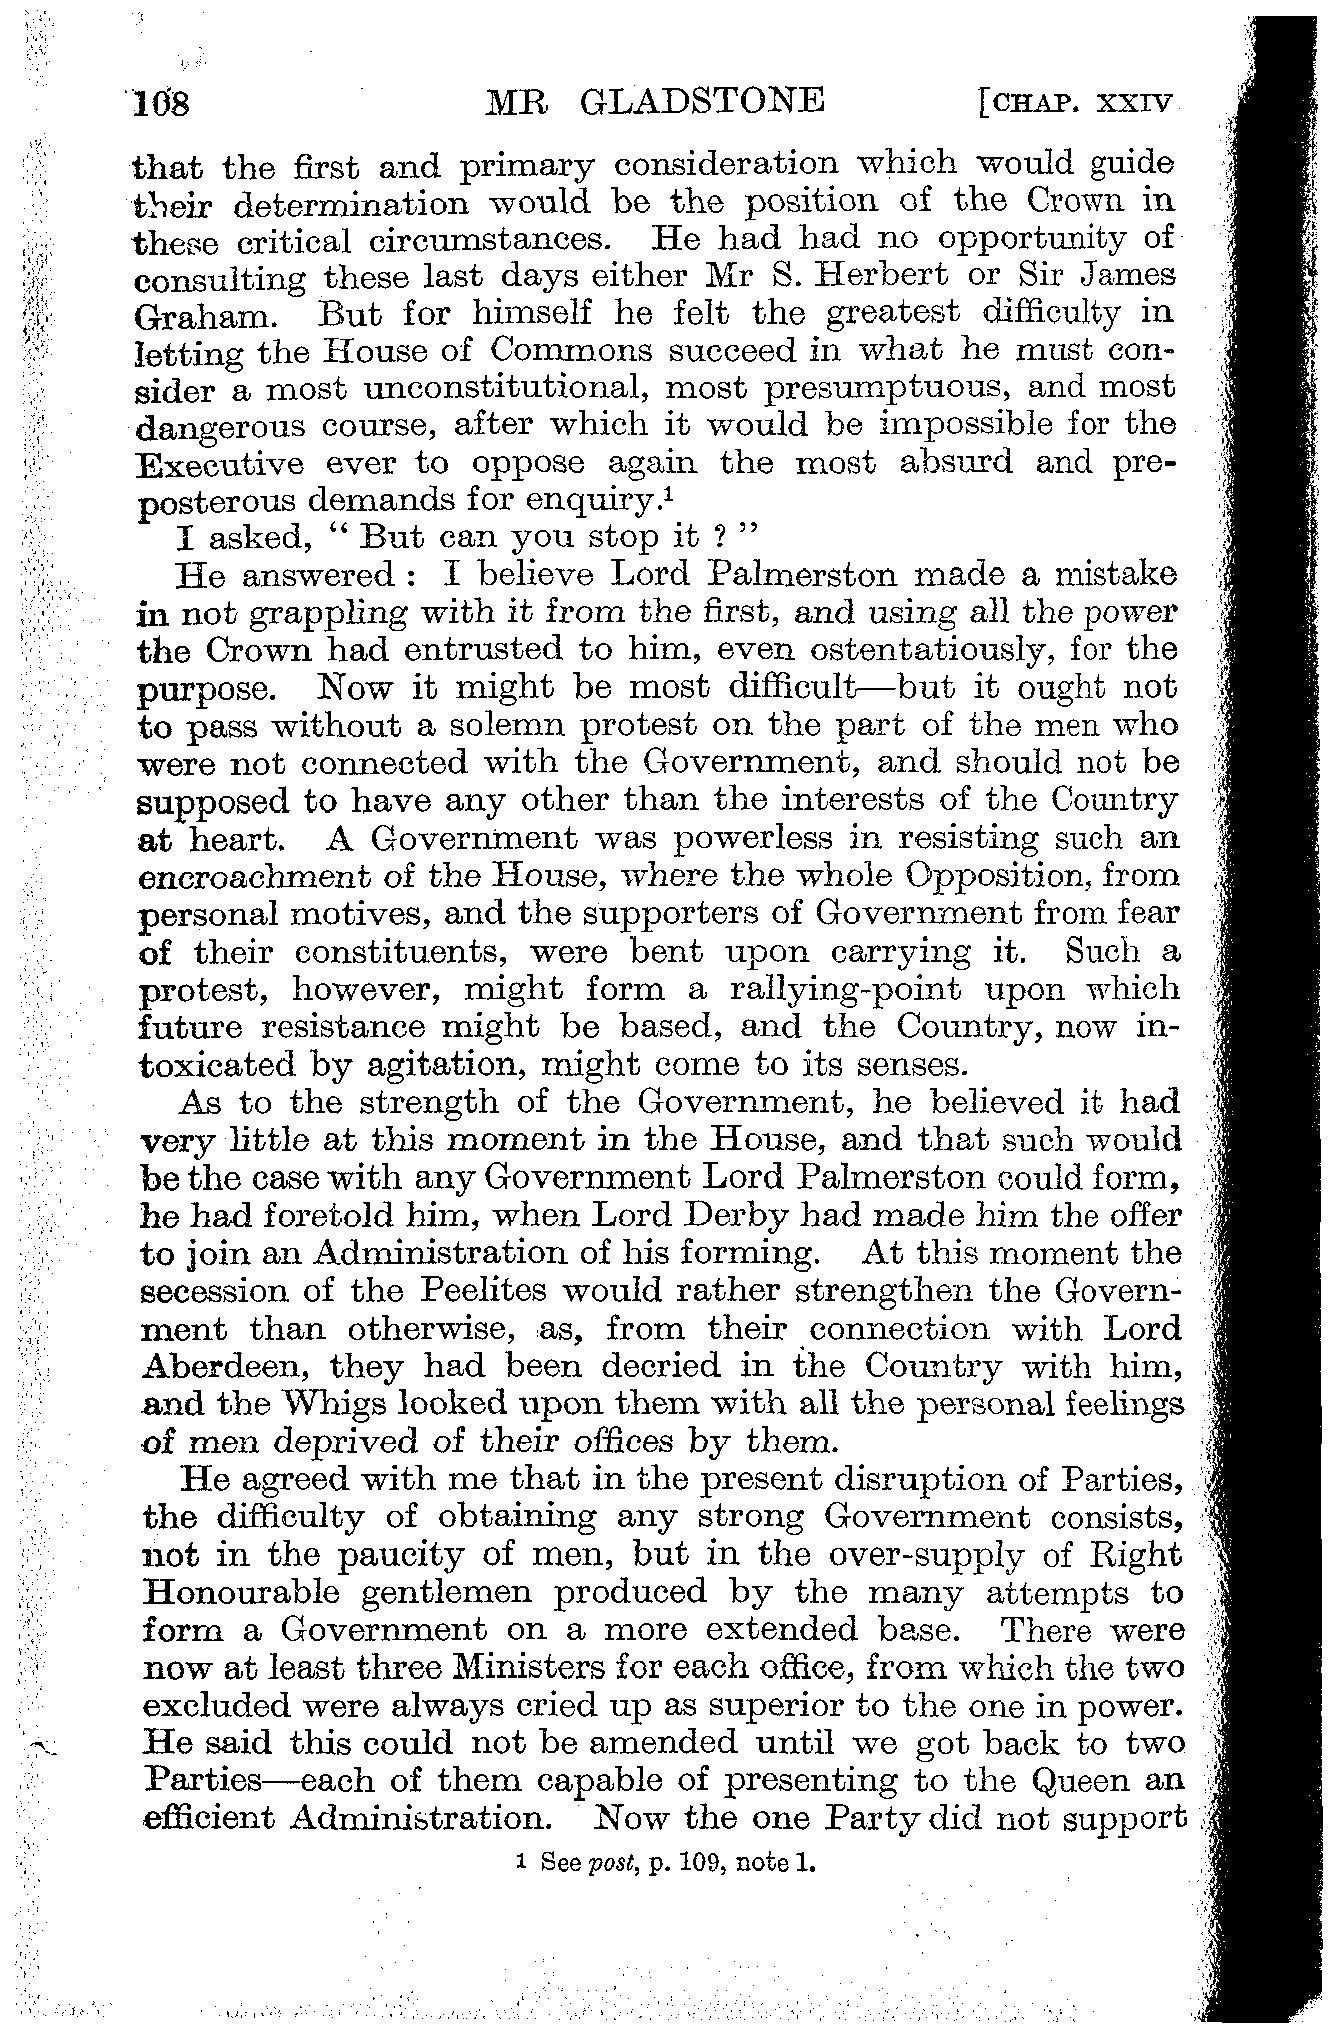 108 MR GLADSTONE [CHAP. XXIV
that the first and primary consideration which would guide
their determination would be the position of the Crown in
these critical circumstances. He had had no opportunity of
consulting these last days either Mr S. Herbert or Sir James
Graham. But for himself he felt the greatest difficulty in
letting the House of Commons succeed in what he must con-
sider a most unconstitutional, most presumptuous, and most
dangerous course, after which it would be impossible for the
Executive ever to oppose again the most absurd and pre-
posterous demands for enquiry.¹
I asked, “ But can you stop it ? ”
He answered : I believe Lord Palmerston made a mistake
in not grappling with it from the first, and using all the power
the Crown had entrusted to him, even ostentatiously, for the
purpose. Now it might be most difficult—but it ought not
to pass without a solemn protest on the part of the men who
were not connected with the Government, and should not be
supposed to have any other than the interests of the Country
at heart. A Government was powerless in resisting such an
encroachment of the House, where the whole Opposition, from
personal motives, and the supporters of Government from fear
of their constituents, were bent upon carrying it. Such a
protest, however, might form a rallying-point upon which
future resistance might be based, and the Country, now in-
toxicated by agitation, might come to its senses.
As to the strength of the Government, he believed it had
very little at this moment in the House, and that such would
be the case with any Government Lord Palmerston could form,
he had foretold him, when Lord Derby had made him the offer
to join an Administration of his forming. At this moment the
secession of the Peelites would rather strengthen the Govern-
ment than otherwise, as, from their connection with Lord
Aberdeen, they had been decried in the Country with him,
and the Whigs looked upon them with all the personal feelings
of men deprived of their offices by them.
He agreed with me that in the present disruption of Parties,
the difficulty of obtaining any strong Government consists,
not in the paucity of men, but in the over-supply of Right
Honourable gentlemen produced by the many attempts to
form a Government on a more extended base. There were
now at least three Ministers for each office, from which the two
excluded were always cried up as superior to the one in power.
He said this could not be amended until we got back to two
Parties—each of them capable of presenting to the Queen an
efficient Administration. Now the one Party did not support
1 See post, p. 109, note 1.